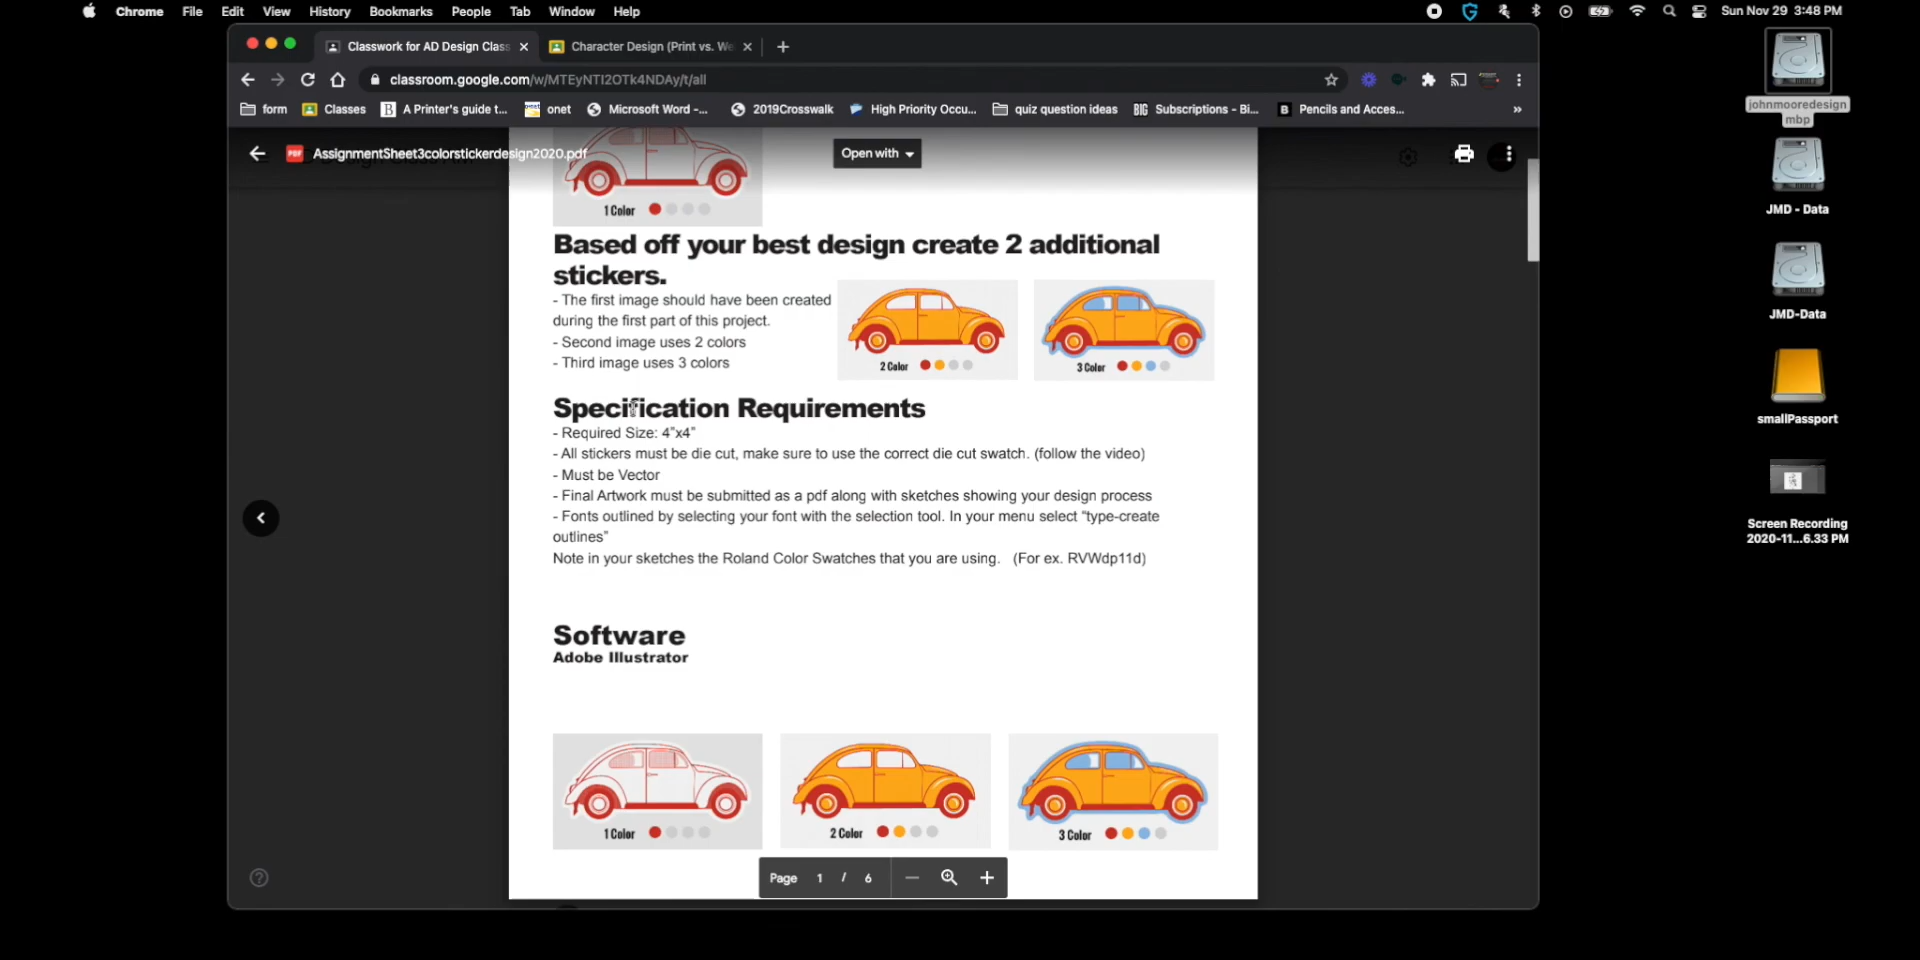 Chrome File Edit View History Bookmarks People Tab Window Help
Sun Nov 29 3:48 PM
Classwork for AD Design Class
Character Design (Print vs. We
classroom.google.com/w/MTEyNTI2OTk4NDAy/t/all
form Classes A Printer's guide t... onet Microsoft Word -... 2019Crosswalk High Priority Occu... quiz question ideas BIG Subscriptions - Bi... B Pencils and Acces... »
PDF AssignmentSheet3colorstickerdesign2020.pdf
Open with
1 Color
Based off your best design create 2 additional
stickers.
- The first image should have been created
during the first part of this project.
- Second image uses 2 colors
- Third image uses 3 colors
2 Color
3 Color
Specification Requirements
- Required Size: 4"x4"
- All stickers must be die cut, make sure to use the correct die cut swatch. (follow the video)
- Must be Vector
- Final Artwork must be submitted as a pdf along with sketches showing your design process
- Fonts outlined by selecting your font with the selection tool. In your menu select "type-create
outlines"
Note in your sketches the Roland Color Swatches that you are using. (For ex. RVWdp11d)
Software
Adobe Illustrator
1 Color
2 Color
3 Color
Page 1 / 6
johnmooredesign
mbp
JMD - Data
JMD-Data
smallPassport
Screen Recording
2020-11...6.33 PM